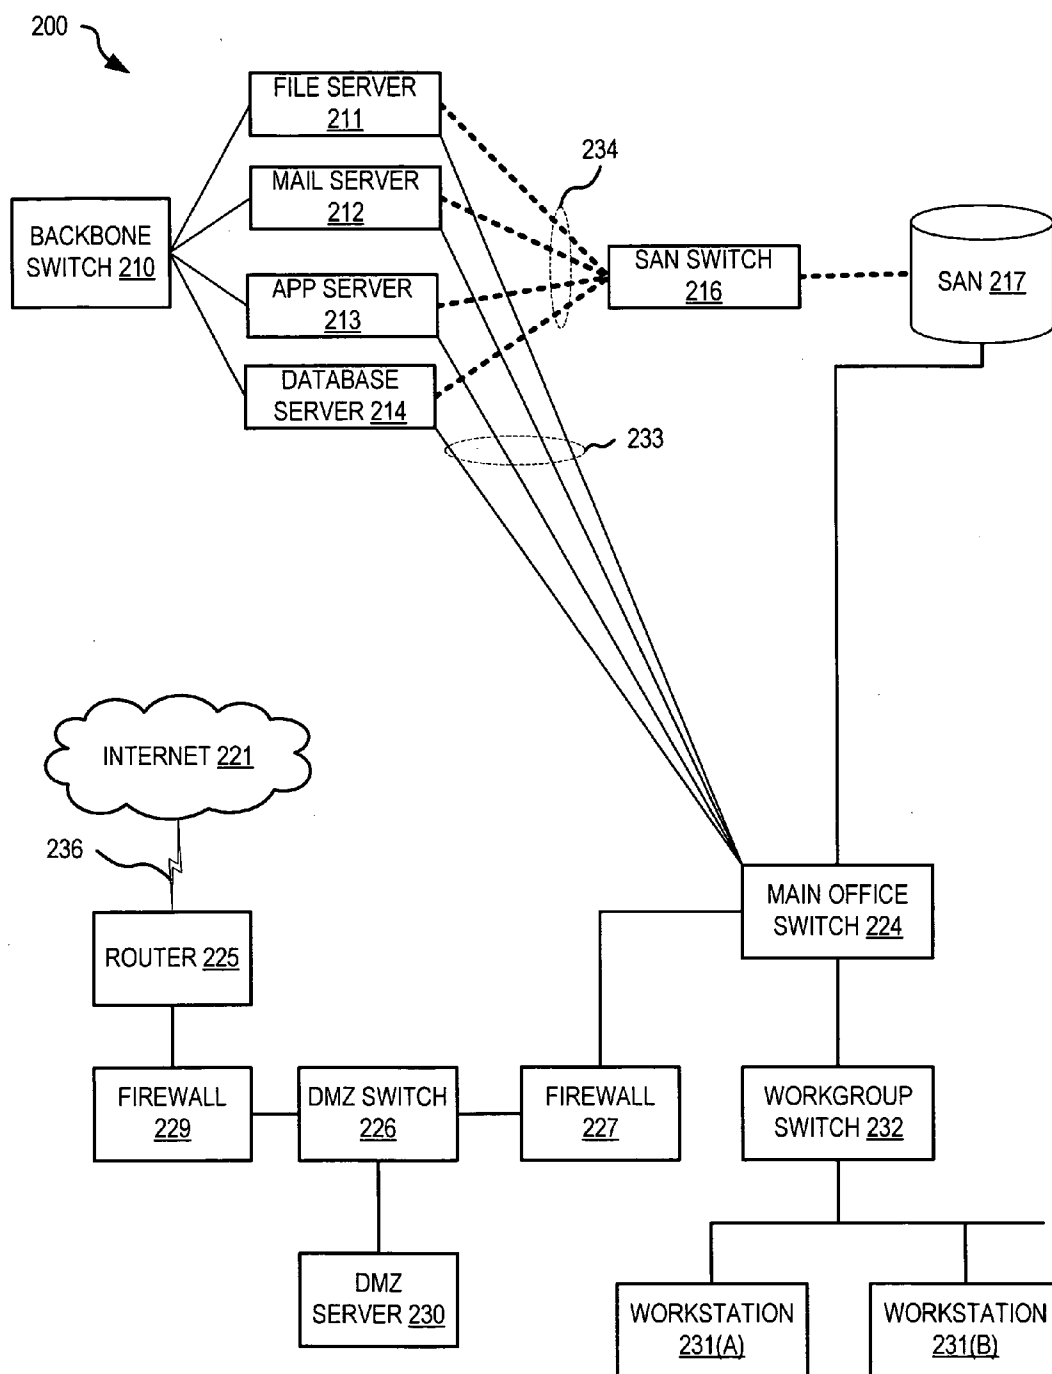 200
FILE SERVER
211
234
MAIL SERVER
212
BACKBONE
SWITCH 210
SAN SWITCH
216
SAN 217
APP SERVER
213
DATABASE
SERVER 214
233
INTERNET 221
236
MAIN OFFICE
SWITCH 224
ROUTER 225
FIREWALL
229
DMZ SWITCH
226
FIREWALL
227
WORKGROUP
SWITCH 232
DMZ
SERVER 230
WORKSTATION
231(A)
WORKSTATION
231(B)